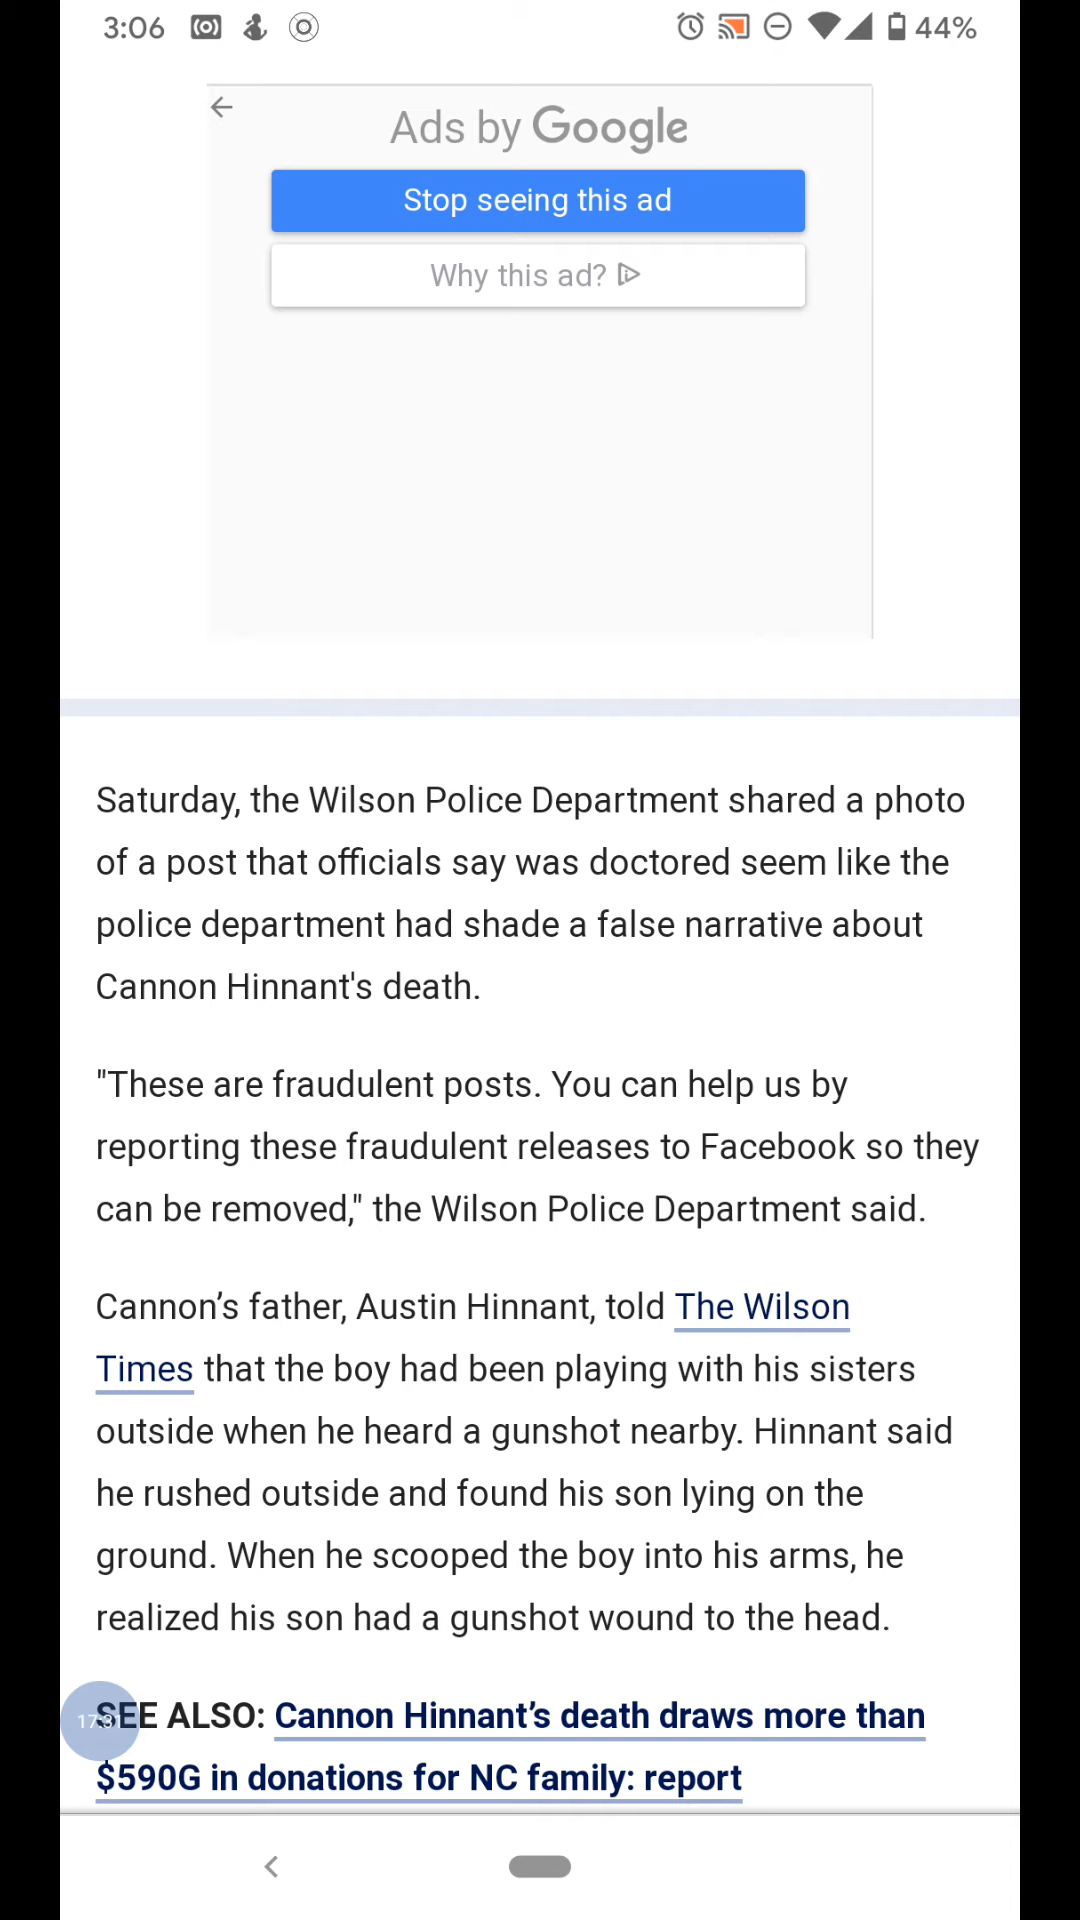 3:06
44%
Ads by Google
Stop seeing this ad
Why this ad?
Saturday, the Wilson Police Department shared a photo
of a post that officials say was doctored seem like the
police department had shade a false narrative about
Cannon Hinnant's death.
"These are fraudulent posts. You can help us by
reporting these fraudulent releases to Facebook so they
can be removed," the Wilson Police Department said.
Cannon’s father, Austin Hinnant, told The Wilson
Times that the boy had been playing with his sisters
outside when he heard a gunshot nearby. Hinnant said
he rushed outside and found his son lying on the
ground. When he scooped the boy into his arms, he
realized his son had a gunshot wound to the head.
SEE ALSO: Cannon Hinnant’s death draws more than
$590G in donations for NC family: report